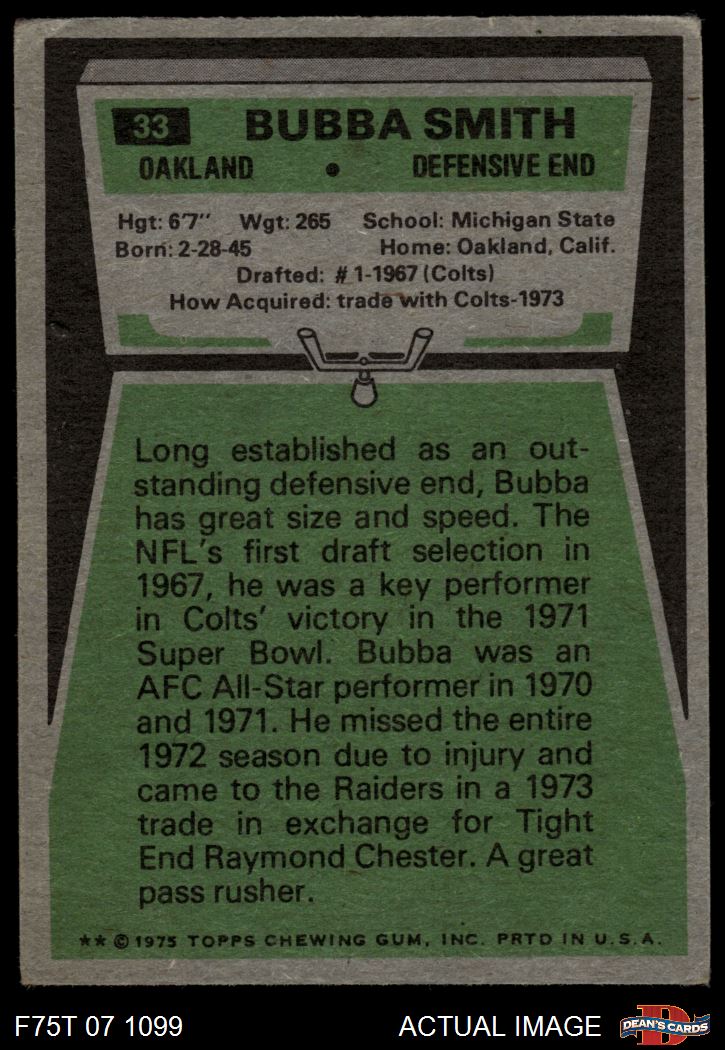 33 BUBBA SMITH
OAKLAND • DEFENSIVE END
Hgt: 6'7" Wgt: 265 School: Michigan State
Born: 2-28-45 Home: Oakland, Calif.
Drafted: #1-1967 (Colts)
How Acquired: trade with Colts-1973
Long established as an out-
standing defensive end, Bubba
has great size and speed. The
NFL's first draft selection in
1967, he was a key performer
in Colts' victory in the 1971
Super Bowl. Bubba was an
AFC All-Star performer in 1970
and 1971. He missed the entire
1972 season due to injury and
came to the Raiders in a 1973
trade in exchange for Tight
End Raymond Chester. A great
pass rusher.
** © 1975 TOPPS CHEWING GUM, INC. PRTD IN U.S.A.
F75T 07 1099 ACTUAL IMAGE D DEAN'S CARDS